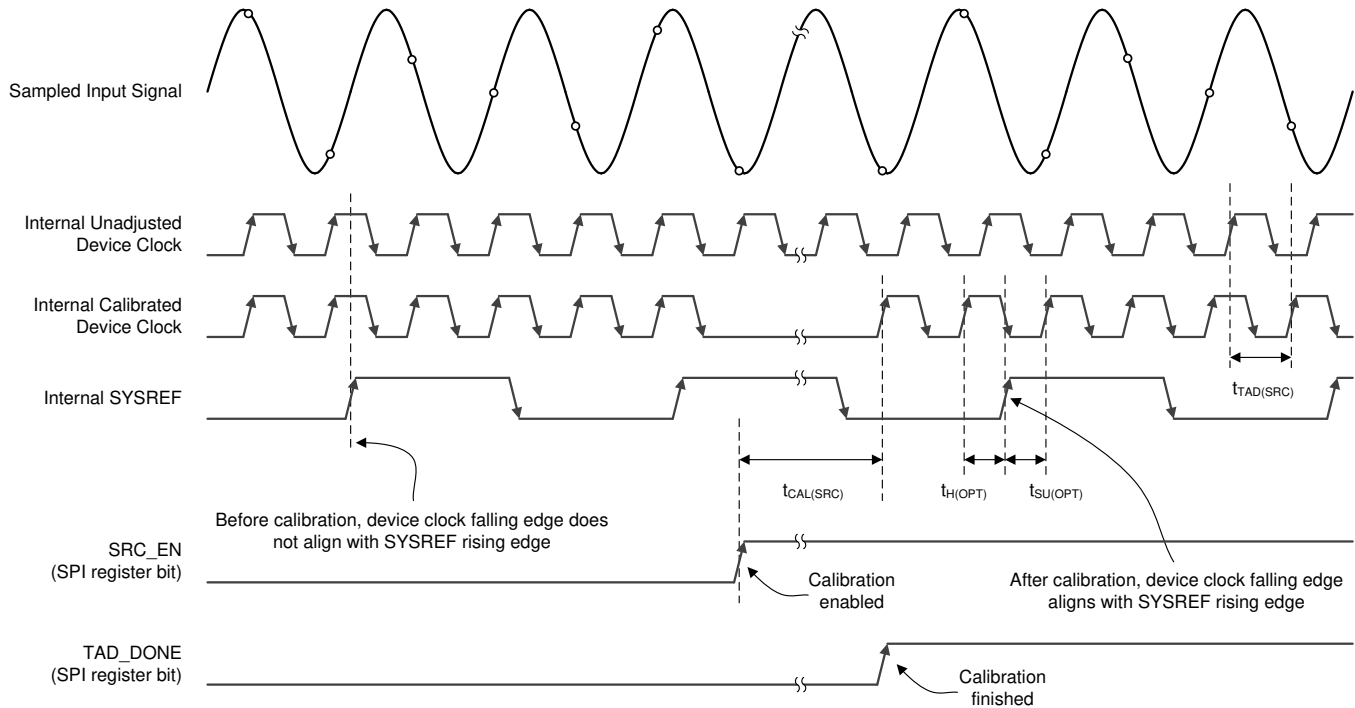 Sampled Input Signal
Internal Unadjusted
Device Clock
Internal Calibrated
Device Clock
Internal SYSREF
tTAD(SRC)
tCAL(SRC)
tH(OPT)
tSU(OPT)
Before calibration, device clock falling edge does
not align with SYSREF rising edge
SRC_EN
(SPI register bit)
Calibration
enabled
After calibration, device clock falling edge
aligns with SYSREF rising edge
TAD_DONE
(SPI register bit)
Calibration
finished